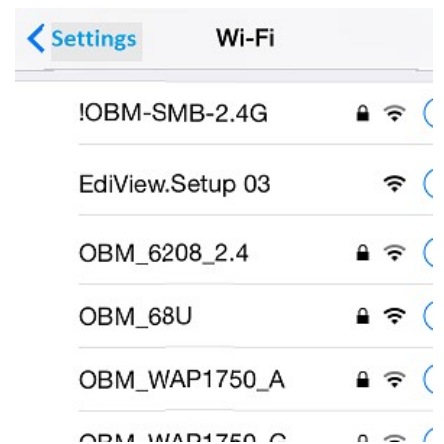 Settings Wi-Fi
!OBM-SMB-2.4G
EdiView.Setup 03
OBM_6208_2.4
OBM_68U
OBM_WAP1750_A